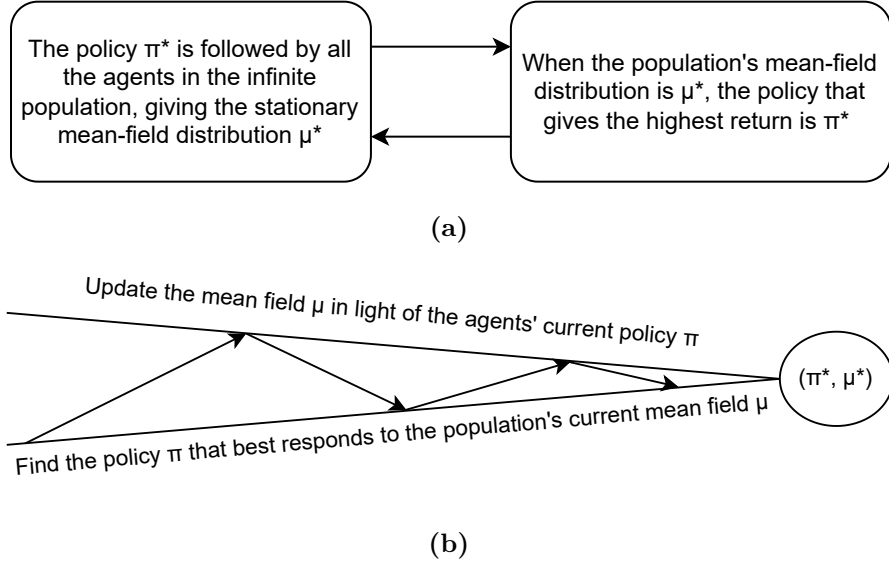 The policy π* is followed by all
the agents in the infinite
population, giving the stationary
mean-field distribution μ*
When the population's mean-field
distribution is μ*, the policy that
gives the highest return is π*
(a)
Update the mean field μ in light of the agents' current policy π
(π*, μ*)
Find the policy π that best responds to the population's current mean field μ
(b)